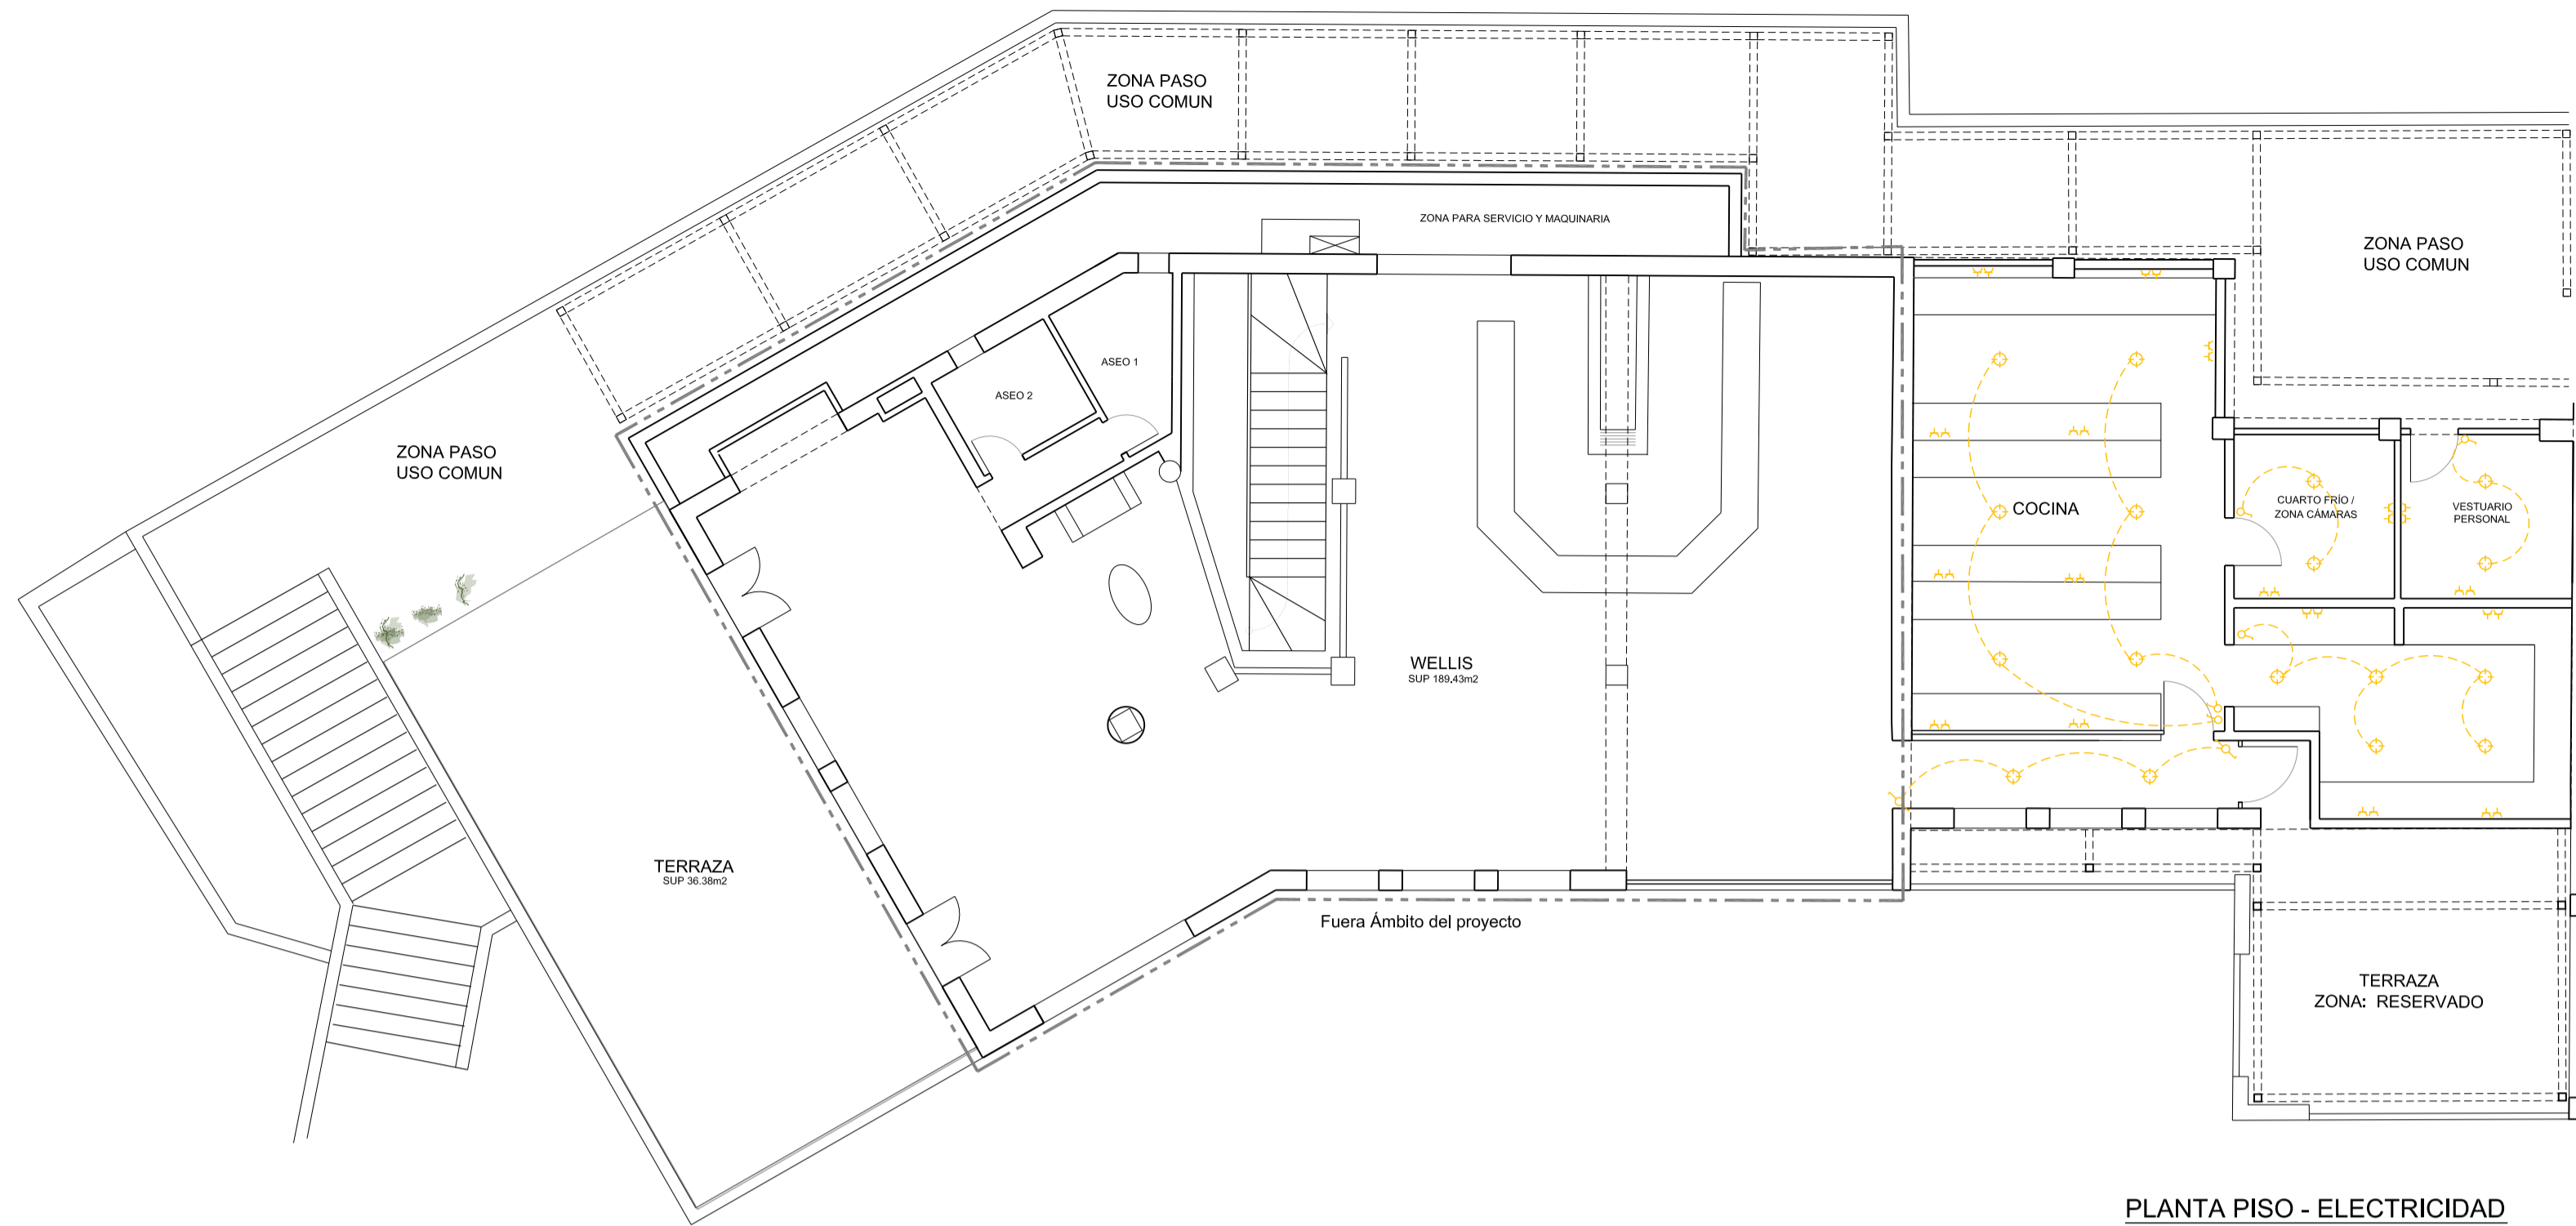 ZONA PASO
USO COMUN
ZONA PARA SERVICIO Y MAQUINARIA
ZONA PASO
USO COMUN
ASEO 1
ASEO 2
ZONA PASO
USO COMUN
COCINA
CUARTO FRÍO /
ZONA CÁMARAS
VESTUARIO
PERSONAL
WELLIS
SUP 189.43m2
TERRAZA
SUP 36.38m2
Fuera Ámbito del proyecto
TERRAZA
ZONA: RESERVADO
PLANTA PISO - ELECTRICIDAD